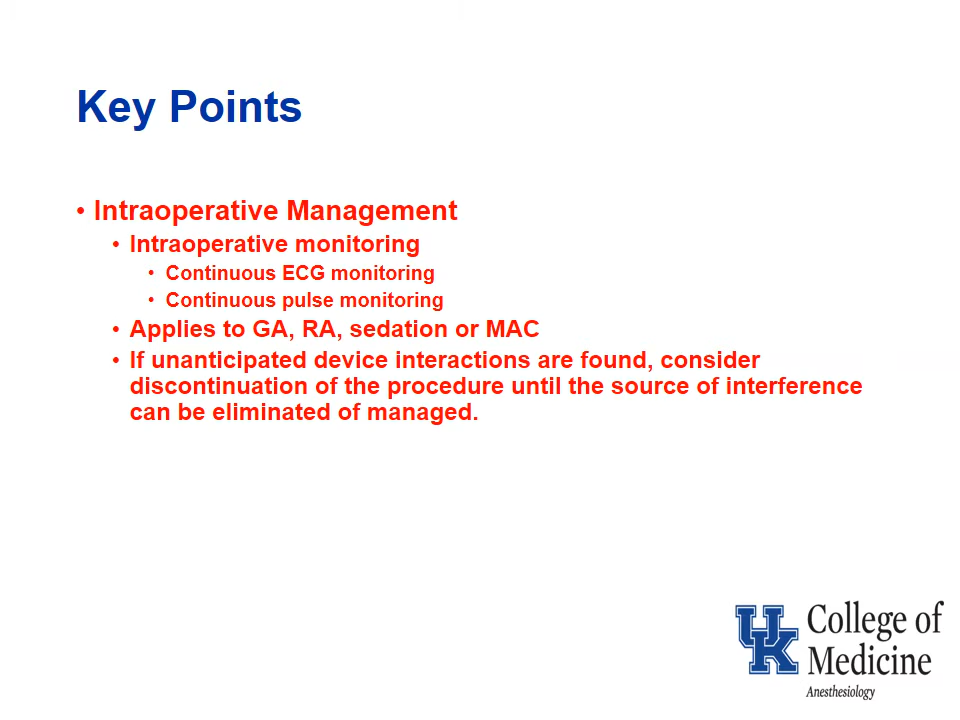 Key Points
• Intraoperative Management
• Intraoperative monitoring
• Continuous ECG monitoring
• Continuous pulse monitoring
• Applies to GA, RA, sedation or MAC
• If unanticipated device interactions are found, consider
discontinuation of the procedure until the source of interference
can be eliminated of managed.
UK
College of
Medicine
Anesthesiology